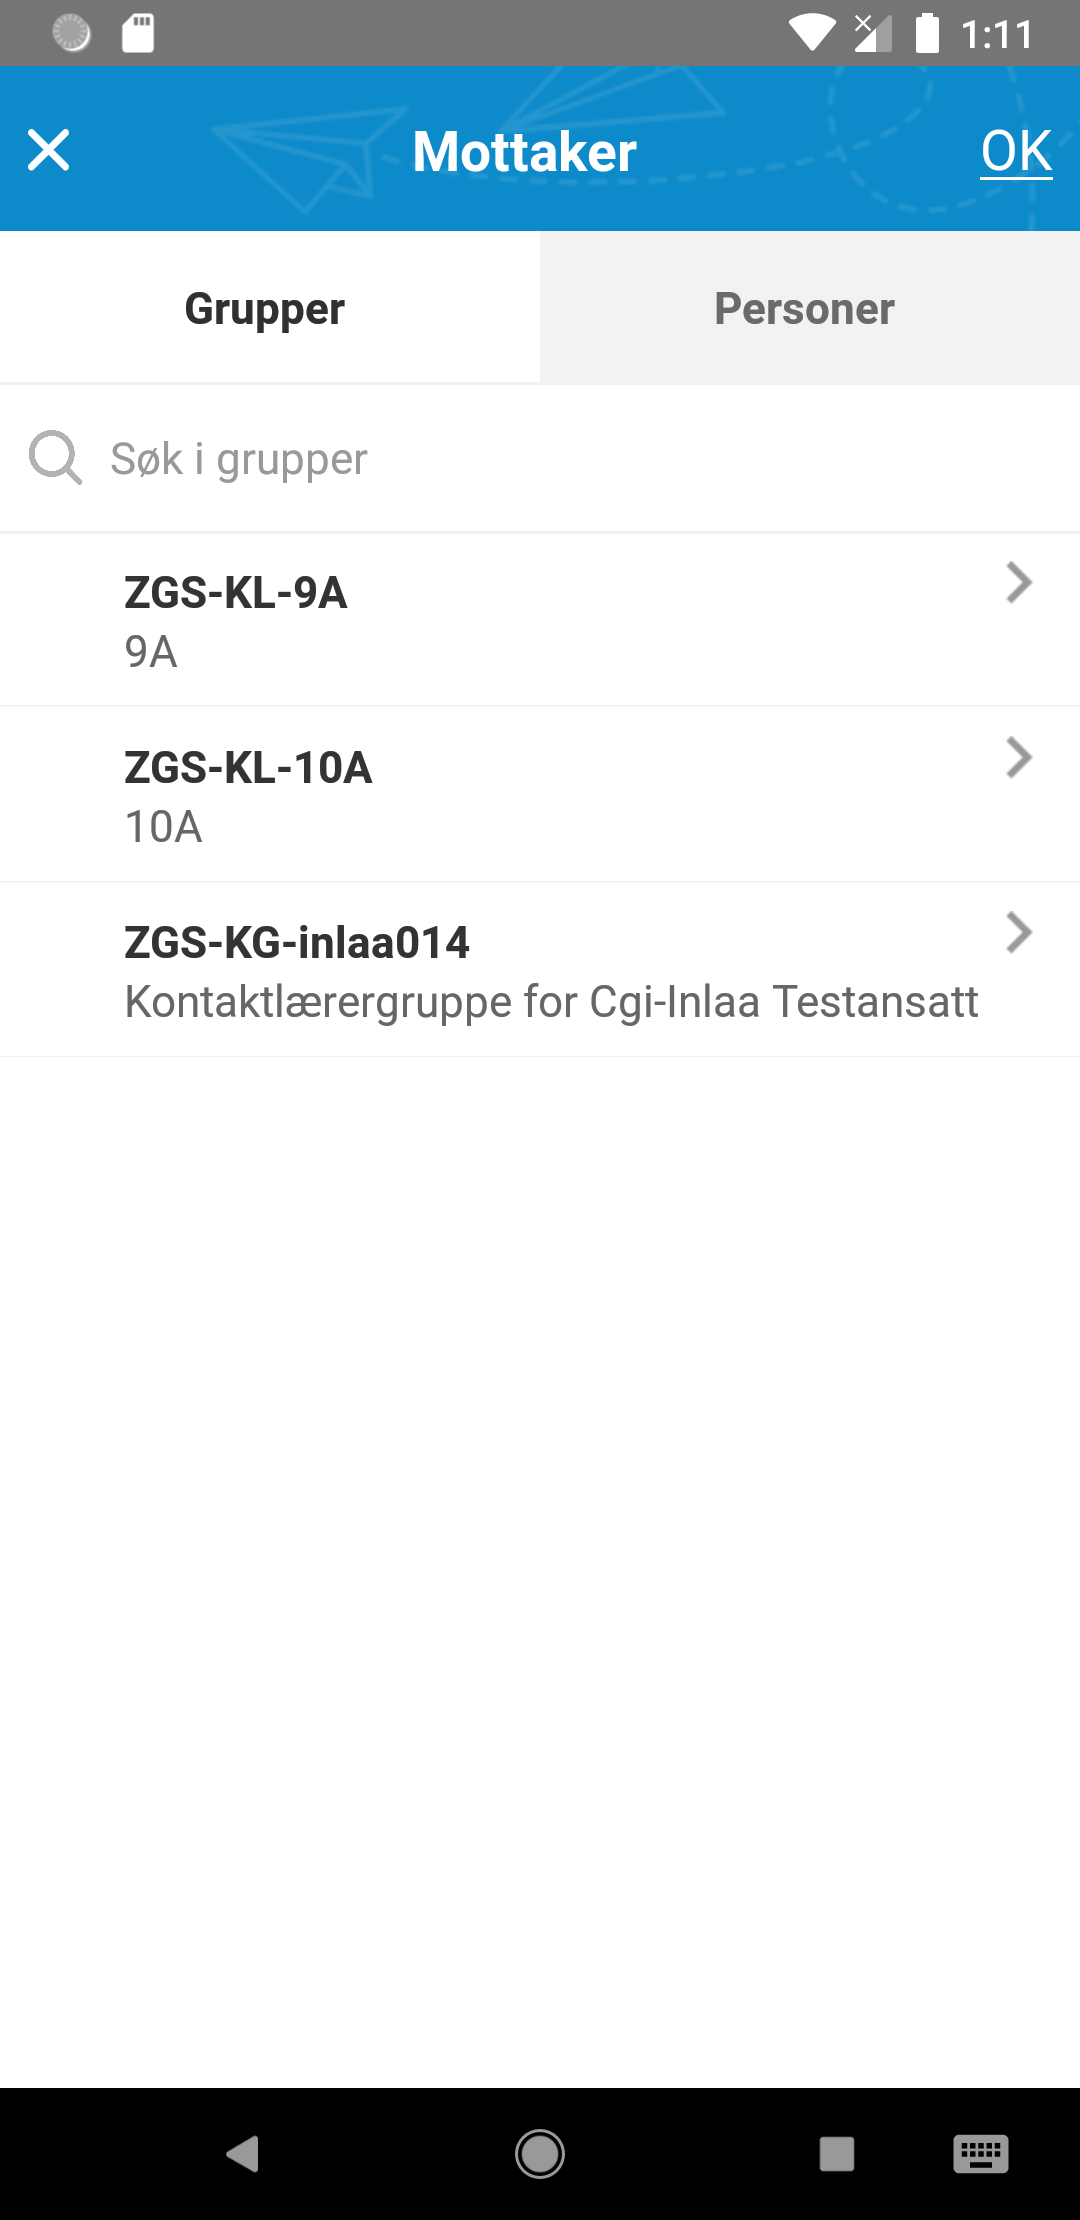 1:11
Mottaker
OK
Grupper
Personer
Søk i grupper
ZGS-KL-9A
9A
ZGS-KL-10A
10A
ZGS-KG-inlaa014
Kontaktlærergruppe for Cgi-Inlaa Testansatt